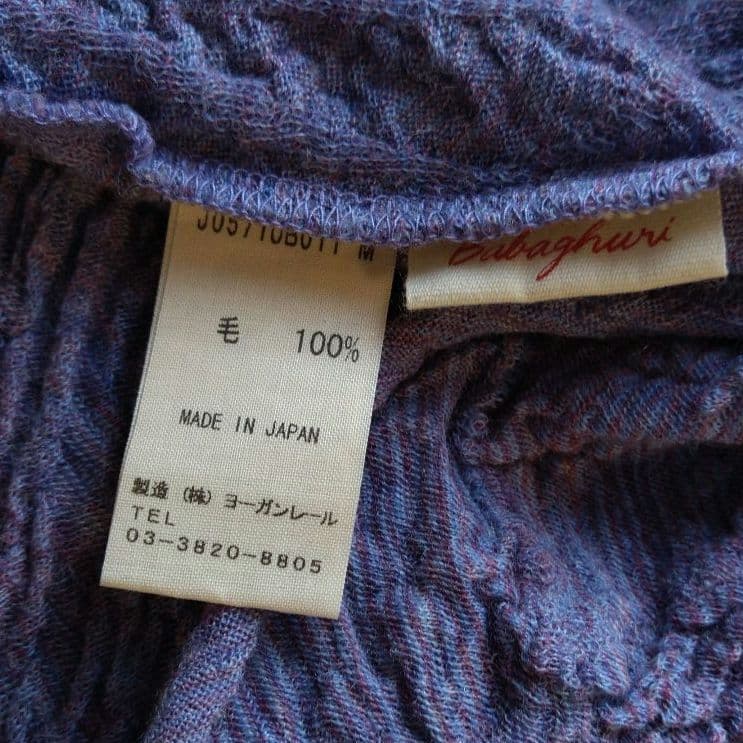 J05710B011 M
Babaghuri
毛 100%
MADE IN JAPAN
製造 (株) ヨーガンレール
TEL
03-3820-8805